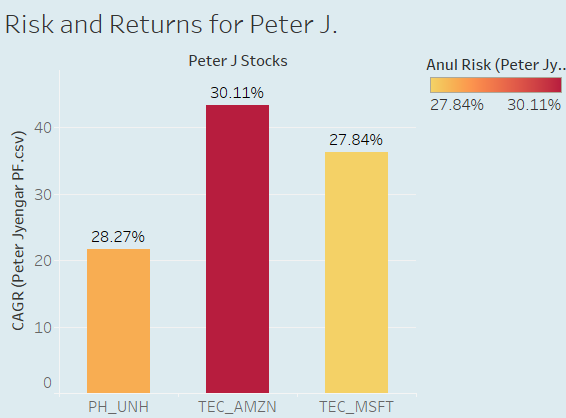 Risk and Returns for Peter J.
Peter J Stocks
Anul Risk (Peter Jy..
27.84% 30.11%
CAGR (Peter Jyengar PF.csv)
40
30
20
10
0
28.27%
30.11%
27.84%
PH_UNH TEC_AMZN TEC_MSFT